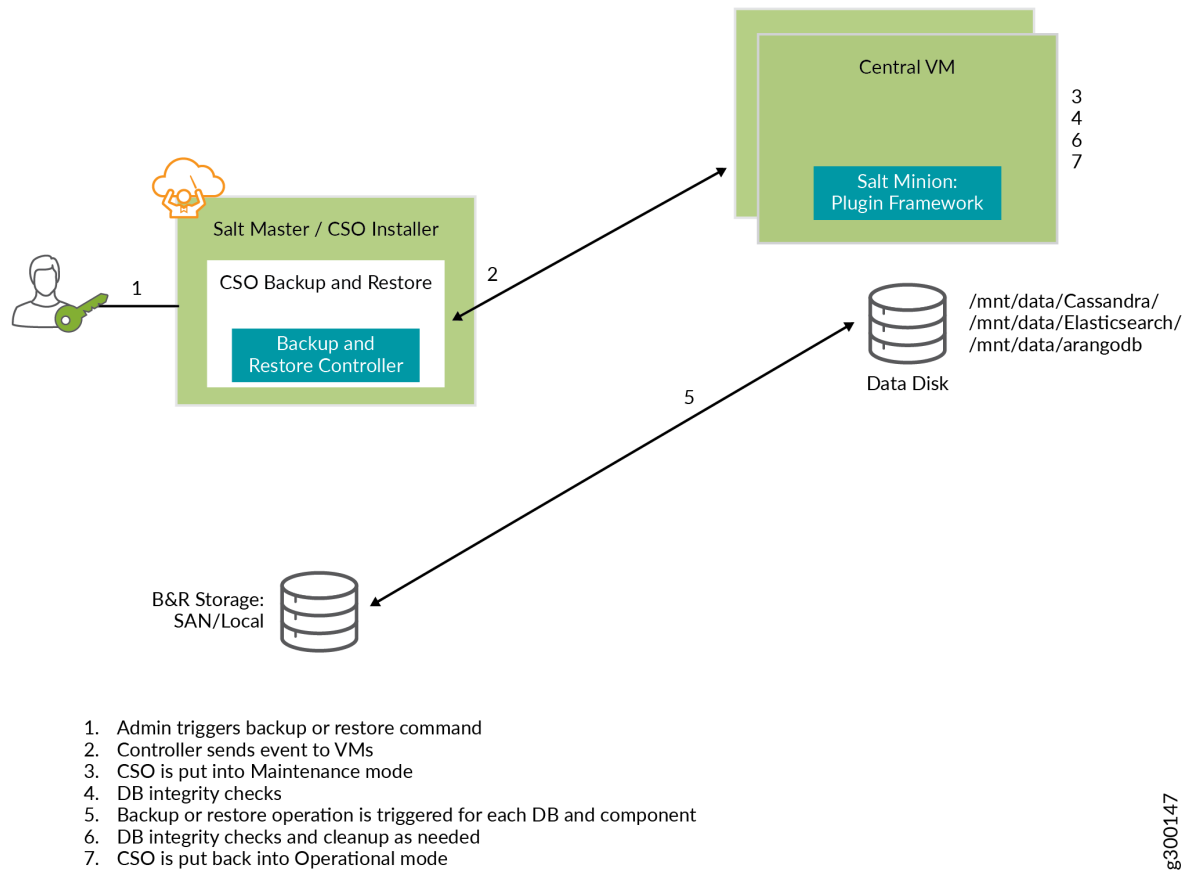 Central VM
3
4
6
7
Salt Minion:
Plugin Framework
Salt Master / CSO Installer
CSO Backup and Restore
Backup and
Restore Controller
1
2
/mnt/data/Cassandra/
/mnt/data/Elasticsearch/
/mnt/data/arangodb
Data Disk
5
B&R Storage:
SAN/Local
1. Admin triggers backup or restore command
2. Controller sends event to VMs
3. CSO is put into Maintenance mode
4. DB integrity checks
5. Backup or restore operation is triggered for each DB and component
6. DB integrity checks and cleanup as needed
7. CSO is put back into Operational mode
g300147